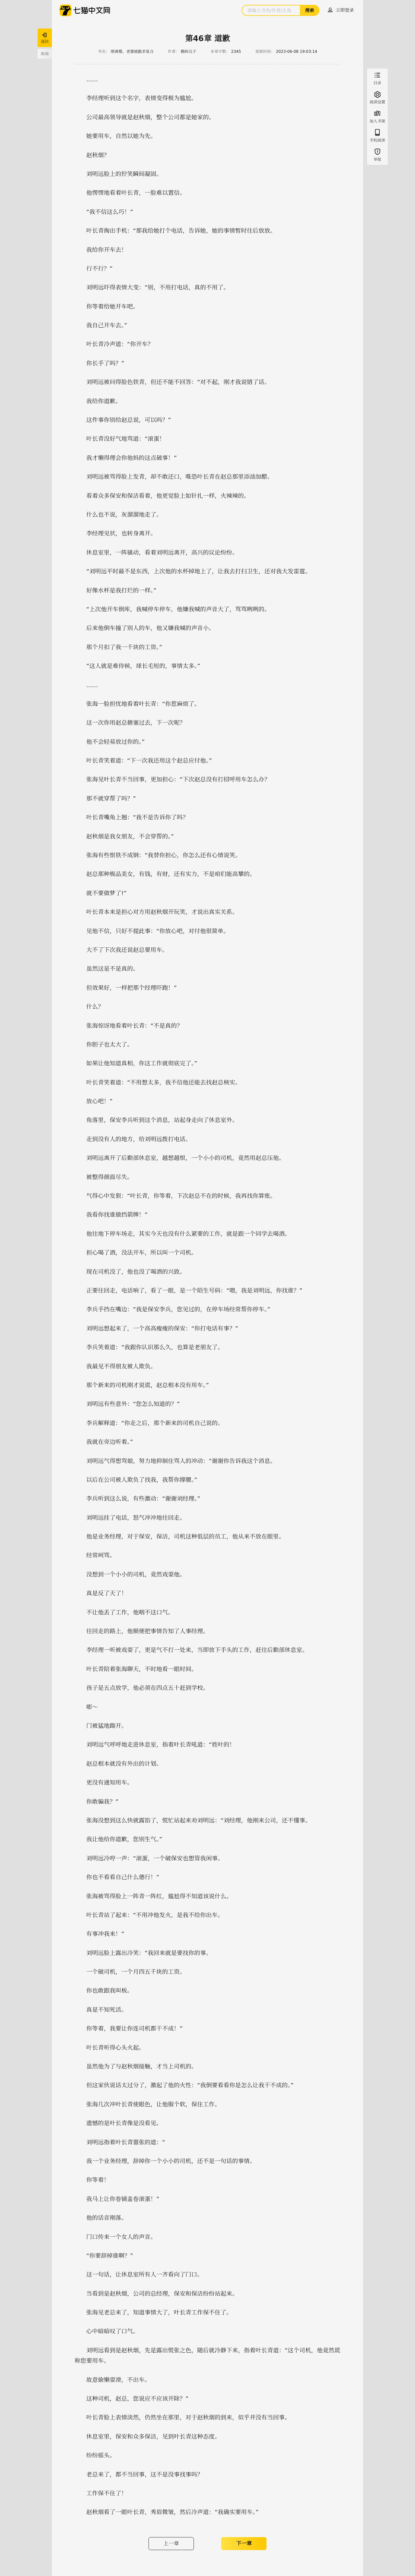 七猫中文网
搜索
立即登录
返回
目录
阅读设置
加入书架
手机阅读
举报
第46章 道歉
本章字数： 2345
更新时间： 2023-06-08 18:03:14
……
李经理听到这个名字，表情变得极为尴尬。
公司最高领导就是赵秋烟，整个公司都是她家的。
她要用车，自然以她为先。
赵秋烟？
刘明远脸上的狞笑瞬间凝固。
他愣愣地看着叶长青，一脸难以置信。
“我不信这么巧！”
叶长青掏出手机：“那我给她打个电话，告诉她，她的事情暂时往后放放。
我给你开车去！
行不行？”
刘明远吓得表情大变：“别，不用打电话，真的不用了。
你等着给她开车吧。
我自己开车去。”
叶长青冷声道：“你开车？
你长手了吗？”
刘明远被问得脸色铁青，但还不能不回答：“对不起，刚才我说错了话。
我给你道歉。
这件事你别给赵总说，可以吗？”
叶长青没好气地骂道：“滚蛋！
我才懒得理会你他妈的这点破事！”
刘明远被骂得脸上发青，却不敢还口，唯恐叶长青在赵总那里添油加醋。
看着众多保安和保洁看着，他更觉脸上如针扎一样，火辣辣的。
什么也不说，灰溜溜地走了。
李经理见状，也转身离开。
休息室里，一阵骚动，看着刘明远离开，高兴的议论纷纷。
“刘明远平时最不是东西，上次他的水杯掉地上了，让我去打扫卫生，还对我大发雷霆。
好像水杯是我打烂的一样。”
“上次他开车倒库，我喊停车停车，他嫌我喊的声音大了，骂骂咧咧的。
后来他倒车撞了别人的车，他又嫌我喊的声音小。
那个月扣了我一千块的工资。”
“这人就是难侍候，球长毛短的，事情太多。”
……
张海一脸担忧地看着叶长青：“你惹麻烦了。
这一次你用赵总搪塞过去，下一次呢？
他不会轻易放过你的。”
叶长青笑着道：“下一次我还用这个赵总应付他。”
张海见叶长青不当回事，更加担心：“下次赵总没有打招呼用车怎么办？
那不就穿帮了吗？”
叶长青嘴角上翘：“我不是告诉你了吗？
赵秋烟是我女朋友，不会穿帮的。”
张海有些恨铁不成钢：“我替你担心，你怎么还有心情说笑。
赵总那种极品美女，有钱，有财，还有实力，不是咱们能高攀的。
就不要做梦了！”
叶长青本来是担心对方用赵秋烟开玩笑，才说出真实关系。
见他不信，只好不提此事：“你放心吧，对付他很简单。
大不了下次我还说赵总要用车。
虽然这是不是真的。
但效果好，一样把那个经理吓跑！”
什么？
张海惊讶地看着叶长青：“不是真的？
你胆子也太大了。
如果让他知道真相，你这工作就彻底完了。”
叶长青笑着道：“不用想太多，我不信他还能去找赵总核实。
放心吧！”
角落里，保安李兵听到这个消息，站起身走向了休息室外。
走到没有人的地方，给刘明远拨打电话。
刘明远离开了后勤部休息室，越想越恨，一个小小的司机，竟然用赵总压他。
被整得颜面尽失。
气得心中发狠：“叶长青，你等着，下次赵总不在的时候，我再找你算账。
我看你找谁做挡箭牌！”
他往地下停车场走，其实今天也没有什么紧要的工作，就是跟一个同学去喝酒。
担心喝了酒，没法开车，所以叫一个司机。
现在司机没了，他也没了喝酒的兴致。
正要往回走，电话响了，看了一眼，是一个陌生号码：“喂，我是刘明远，你找谁？”
李兵手挡在嘴边：“我是保安李兵，您见过的，在停车场经常帮你停车。”
刘明远想起来了，一个高高瘦瘦的保安：“你打电话有事？”
李兵笑着道：“我跟你认识那么久，也算是老朋友了。
我最见不得朋友被人欺负。
那个新来的司机刚才说谎，赵总根本没有用车。”
刘明远有些意外：“您怎么知道的？”
李兵解释道：“你走之后，那个新来的司机自己说的。
我就在旁边听着。”
刘明远气得想骂娘，努力地抑制住骂人的冲动：“谢谢你告诉我这个消息。
以后在公司被人欺负了找我，我帮你撑腰。”
李兵听到这么说，有些激动：“谢谢刘经理。”
刘明远挂了电话，怒气冲冲地往回走。
他是业务经理，对于保安，保洁，司机这种低层的员工，他从来不放在眼里。
经常呵骂。
没想到一个小小的司机，竟然戏耍他。
真是反了天了！
不让他丢了工作，他咽不这口气。
往回走的路上，他顺便把事情告知了人事经理。
李经理一听被戏耍了，更是气不打一处来，当即放下手头的工作，赶往后勤部休息室。
叶长青陪着张海聊天，不时地看一眼时间。
孩子是五点放学，他必须在四点五十赶到学校。
嘭～
门被猛地踹开。
刘明远气呼呼地走进休息室，指着叶长青吼道：“姓叶的！
赵总根本就没有外出的计划。
更没有通知用车。
你敢骗我？”
张海没想到这么快就露馅了，慌忙站起来劝刘明远：“刘经理，他刚来公司，还不懂事。
我让他给你道歉，您别生气。”
刘明远冷哼一声：“滚蛋，一个破保安也想管我闲事。
你也不看看自己什么德行！”
张海被骂得脸上一阵青一阵红，尴尬得不知道该说什么。
叶长青站了起来：“不用冲他发火，是我不给你出车。
有事冲我来！”
刘明远脸上露出冷笑：“我回来就是要找你的事。
一个破司机，一个月四五千块的工资。
你也敢跟我叫板。
真是不知死活。
你等着，我要让你连司机都干不成！”
叶长青听得心头火起。
虽然他为了与赵秋烟接触，才当上司机的。
但这家伙说话太过分了，激起了他的火性：“我倒要看看你是怎么让我干不成的。”
张海几次冲叶长青使眼色，让他服个软，保住工作。
遗憾的是叶长青像是没看见。
刘明远指着叶长青嚣张的道：“
我一个业务经理，辞掉你一个小小的司机，还不是一句话的事情。
你等着！
我马上让你卷铺盖卷滚蛋！”
他的话音刚落。
门口传来一个女人的声音。
“你要辞掉谁啊？”
这一句话，让休息室所有人一齐看向了门口。
当看到是赵秋烟，公司的总经理，保安和保洁纷纷站起来。
张海见老总来了，知道事情大了，叶长青工作保不住了。
心中暗暗叹了口气。
刘明远看到是赵秋烟，先是露出慌张之色，随后就冷静下来，指着叶长青道：“这个司机，他竟然谎
称您要用车。
故意偷懒耍滑，不出车。
这种司机，赵总，您说应不应该开除？”
叶长青脸上表情淡然，仍然坐在那里，对于赵秋烟的到来，似乎并没有当回事。
休息室里，保安和众多保洁，见到叶长青这种态度。
纷纷摇头。
老总来了，都不当回事，这不是没事找事吗？
工作保不住了！
赵秋烟看了一眼叶长青，秀眉微皱，然后冷声道：“我确实要用车。”
上一章
下一章